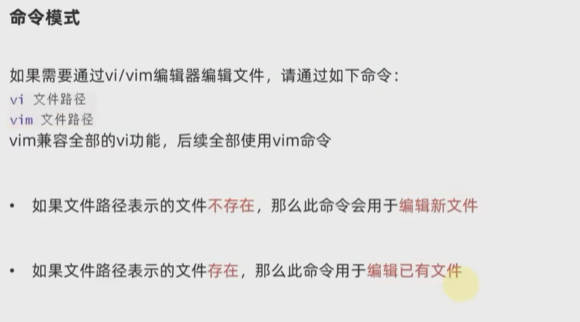 命令模式
如果需要通过vi/vim编辑器编辑文件，请通过如下命令：
vi 文件路径
vim 文件路径
vim兼容全部的vi功能，后续全部使用vim命令
• 如果文件路径表示的文件不存在，那么此命令会用于编辑新文件
• 如果文件路径表示的文件存在，那么此命令用于编辑已有文件